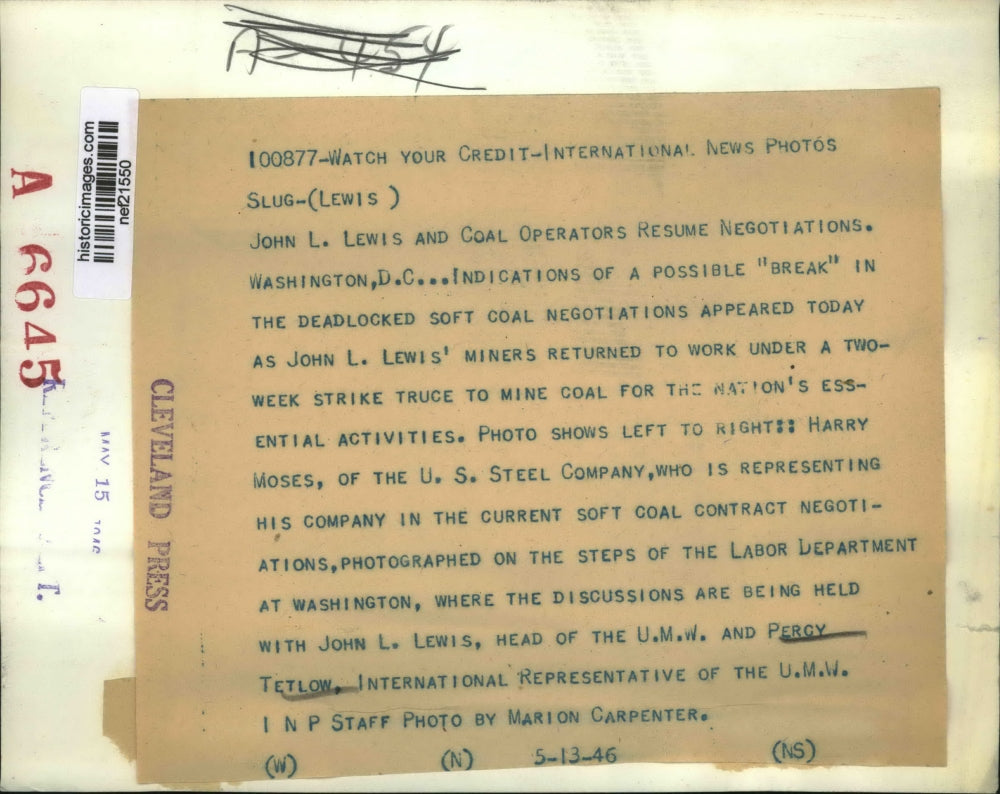 A 454
historicimages.com
nef21550
A 6645
CLEVELAND PRESS
MAY 15
T.
100877-WATCH YOUR CREDIT-INTERNATIONAL NEWS PHOTOS
SLUG-(LEWIS )
JOHN L. LEWIS AND COAL OPERATORS RESUME NEGOTIATIONS.
WASHINGTON,D.C...INDICATIONS OF A POSSIBLE "BREAK" IN
THE DEADLOCKED SOFT COAL NEGOTIATIONS APPEARED TODAY
AS JOHN L. LEWIS' MINERS RETURNED TO WORK UNDER A TWO-
WEEK STRIKE TRUCE TO MINE COAL FOR THE NATION'S ESS-
ENTIAL ACTIVITIES. PHOTO SHOWS LEFT TO RIGHT:: HARRY
MOSES, OF THE U. S. STEEL COMPANY,WHO IS REPRESENTING
HIS COMPANY IN THE CURRENT SOFT COAL CONTRACT NEGOTI-
ATIONS,PHOTOGRAPHED ON THE STEPS OF THE LABOR DEPARTMENT
AT WASHINGTON, WHERE THE DISCUSSIONS ARE BEING HELD
WITH JOHN L. LEWIS, HEAD OF THE U.M.W. AND PERCY
TETLOW, INTERNATIONAL REPRESENTATIVE OF THE U.M.W.
I N P STAFF PHOTO BY MARION CARPENTER.
(W) (N) 5-13-46 (NS)